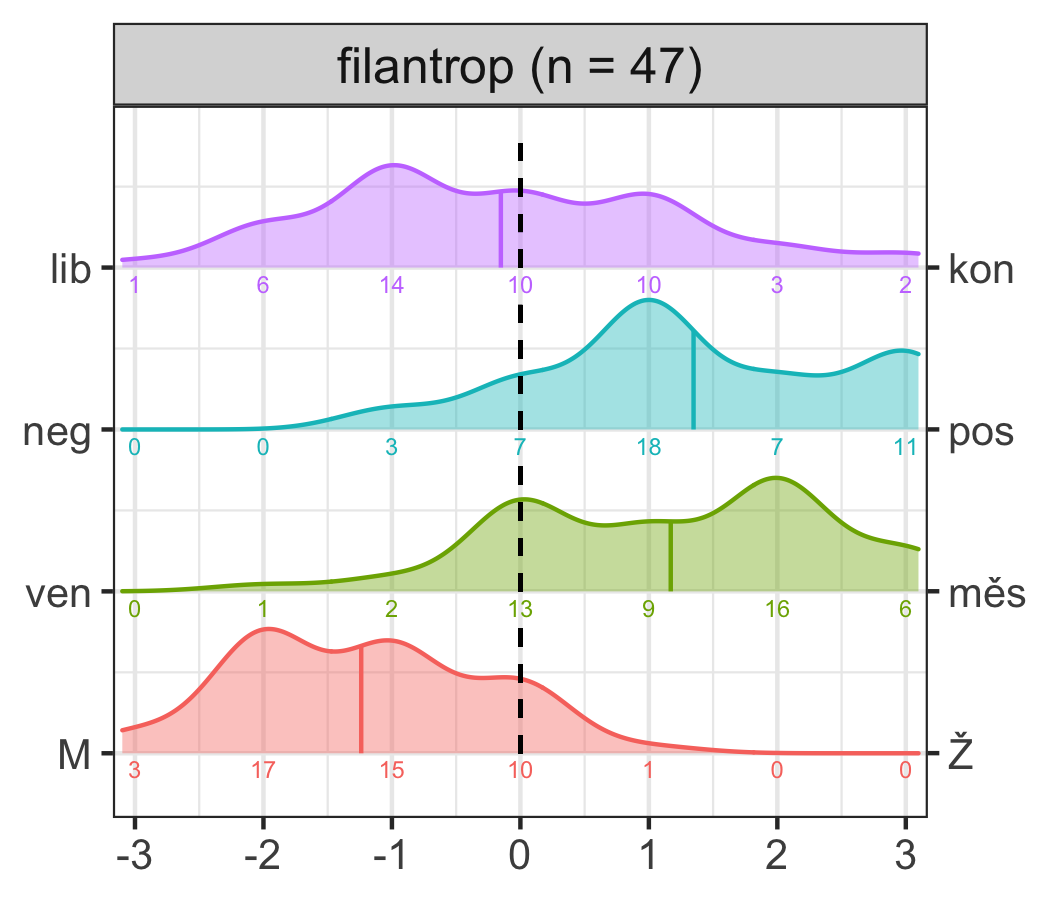 filantrop (n = 47)
lib kon
1 6 14 10 10 3 2
neg pos
0 0 3 7 18 7 11
ven měs
0 1 2 13 9 16 6
M Ž
3 17 15 10 1 0 0
-3 -2 -1 0 1 2 3